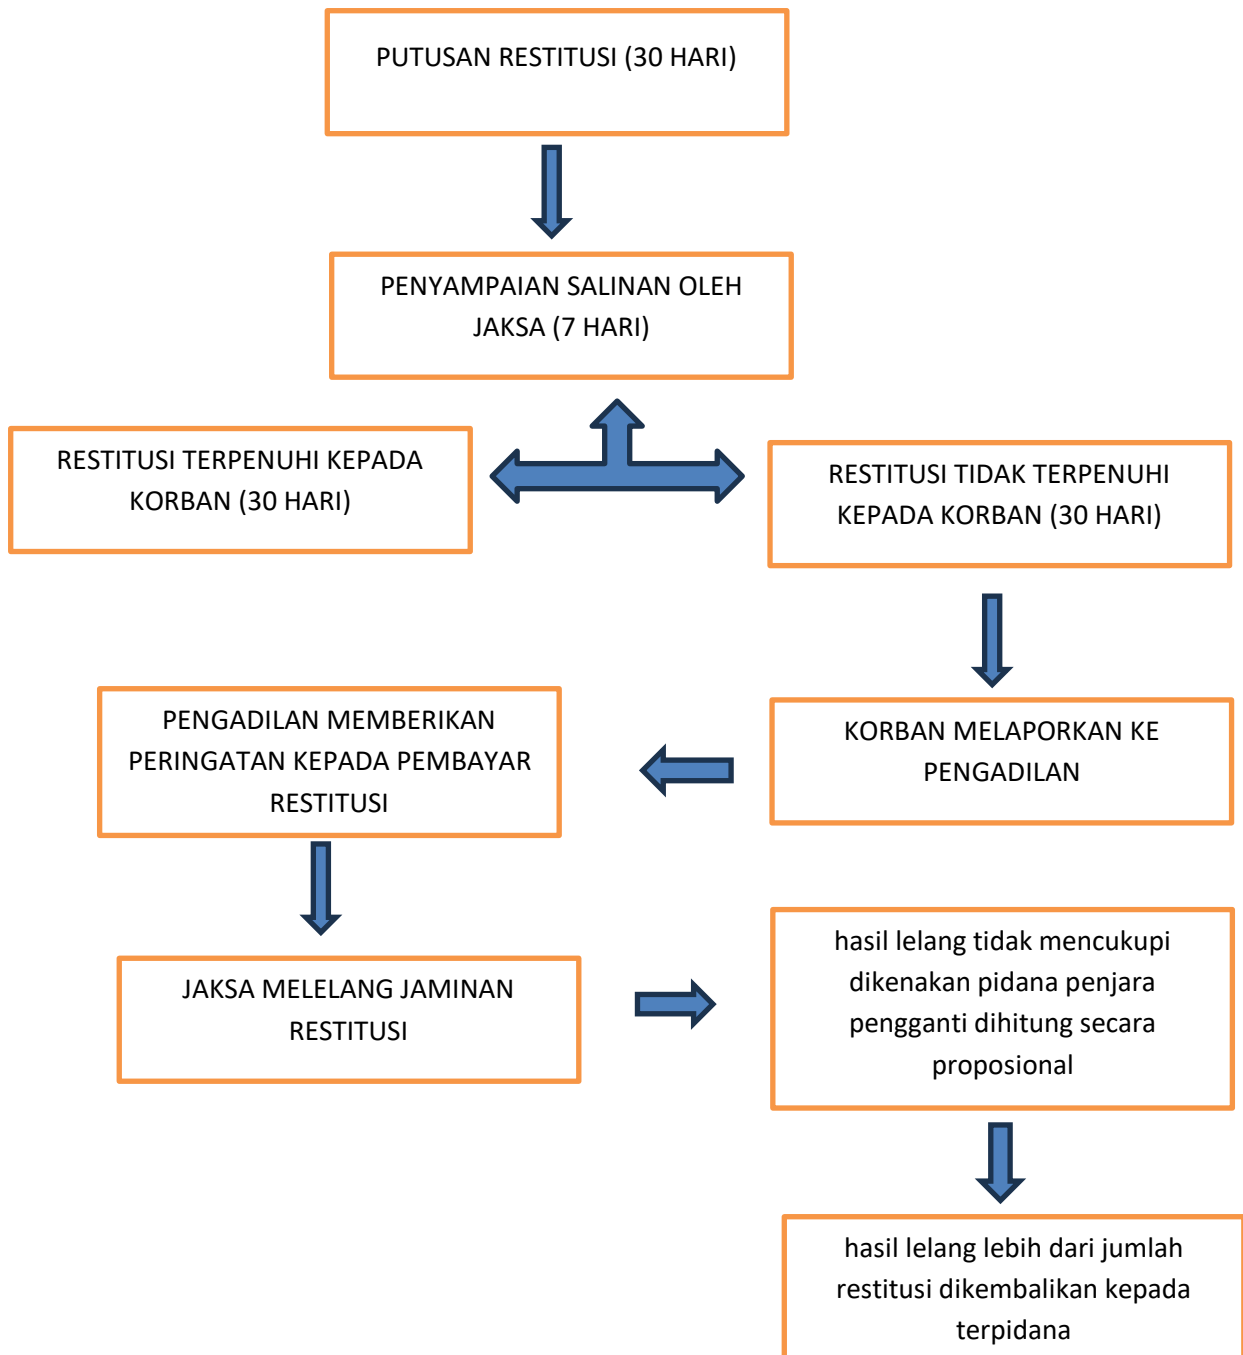 PUTUSAN RESTITUSI (30 HARI)
PENYAMPAIAN SALINAN OLEH
JAKSA (7 HARI)
RESTITUSI TERPENUHI KEPADA
KORBAN (30 HARI)
RESTITUSI TIDAK TERPENUHI
KEPADA KORBAN (30 HARI)
KORBAN MELAPORKAN KE
PENGADILAN
PENGADILAN MEMBERIKAN
PERINGATAN KEPADA PEMBAYAR
RESTITUSI
JAKSA MELELANG JAMINAN
RESTITUSI
hasil lelang tidak mencukupi
dikenakan pidana penjara
pengganti dihitung secara
proposional
hasil lelang lebih dari jumlah
restitusi dikembalikan kepada
terpidana